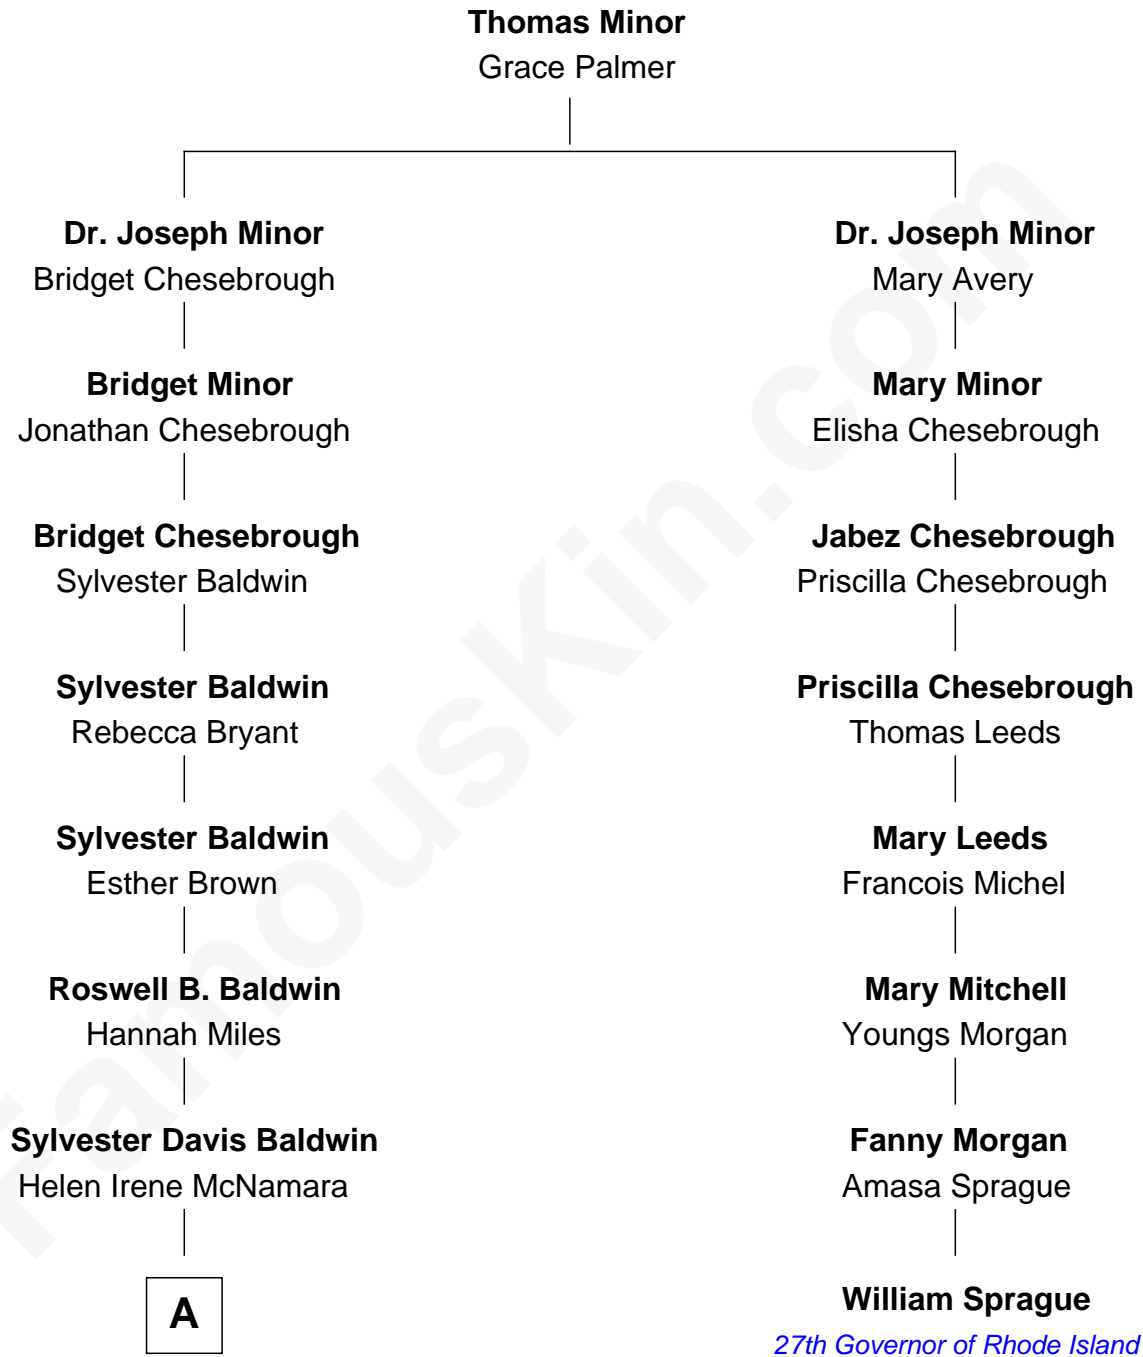 Thomas Minor
Grace Palmer
Dr. Joseph Minor
Bridget Chesebrough
Bridget Minor
Jonathan Chesebrough
Bridget Chesebrough
Sylvester Baldwin
Sylvester Baldwin
Rebecca Bryant
Sylvester Baldwin
Esther Brown
Roswell B. Baldwin
Hannah Miles
Sylvester Davis Baldwin
Helen Irene McNamara
A
Dr. Joseph Minor
Mary Avery
Mary Minor
Elisha Chesebrough
Jabez Chesebrough
Priscilla Chesebrough
Priscilla Chesebrough
Thomas Leeds
Mary Leeds
Francois Michel
Mary Mitchell
Youngs Morgan
Fanny Morgan
Amasa Sprague
William Sprague
27th Governor of Rhode Island
FamousKin.com